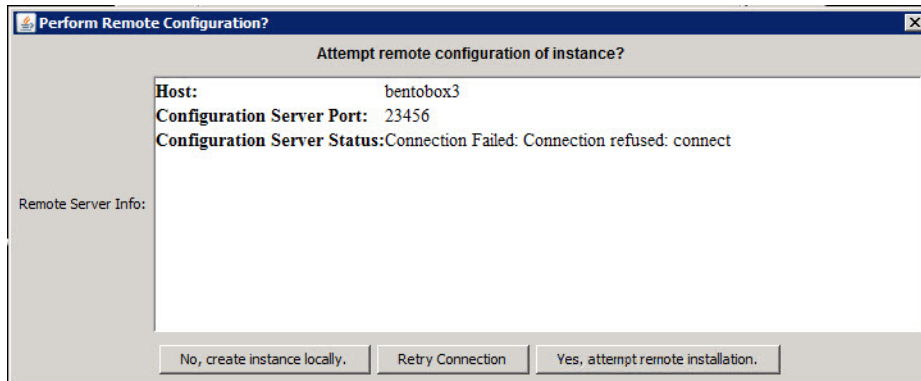 Perform Remote Configuration?
Attempt remote configuration of instance?
Host: bentobox3
Configuration Server Port: 23456
Configuration Server Status:Connection Failed: Connection refused: connect
Remote Server Info:
No, create instance locally. Retry Connection Yes, attempt remote installation.